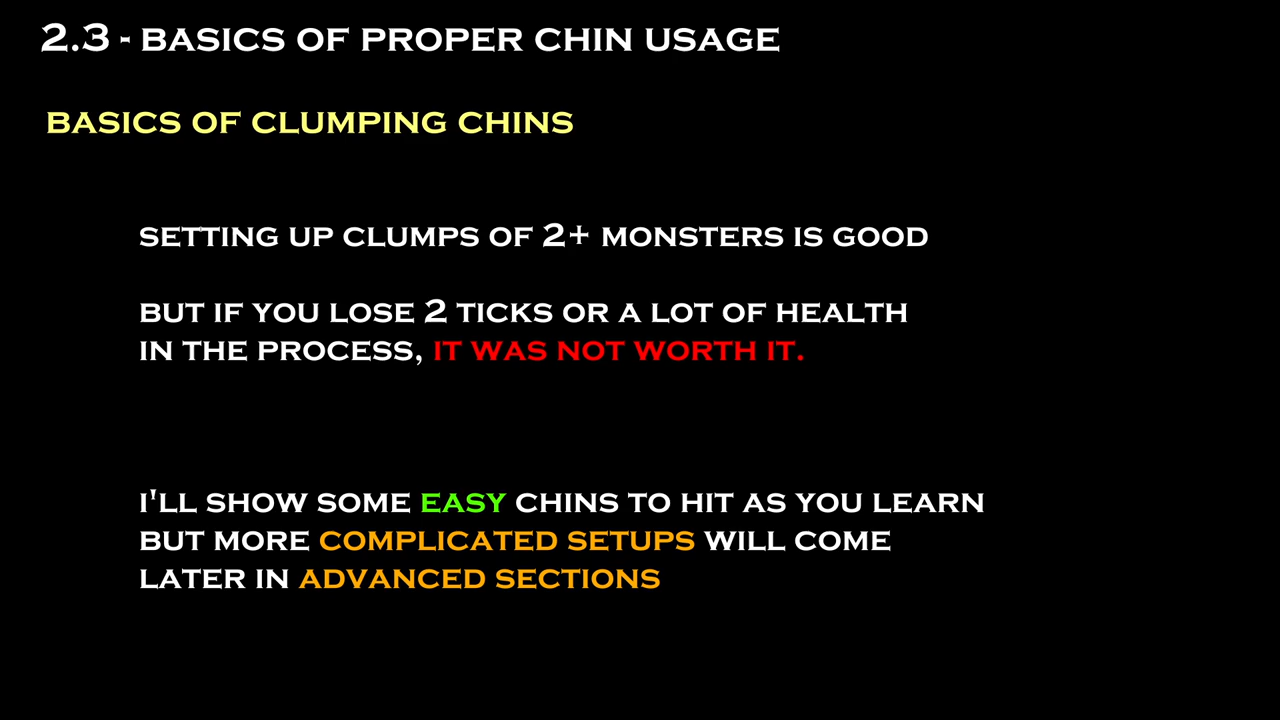 2.3 - BASICS OF PROPER CHIN USAGE
BASICS OF CLUMPING CHINS
SETTING UP CLUMPS OF 2+ MONSTERS IS GOOD
BUT IF YOU LOSE 2 TICKS OR A LOT OF HEALTH
IN THE PROCESS, IT WAS NOT WORTH IT.
I'LL SHOW SOME EASY CHINS TO HIT AS YOU LEARN
BUT MORE COMPLICATED SETUPS WILL COME
LATER IN ADVANCED SECTIONS